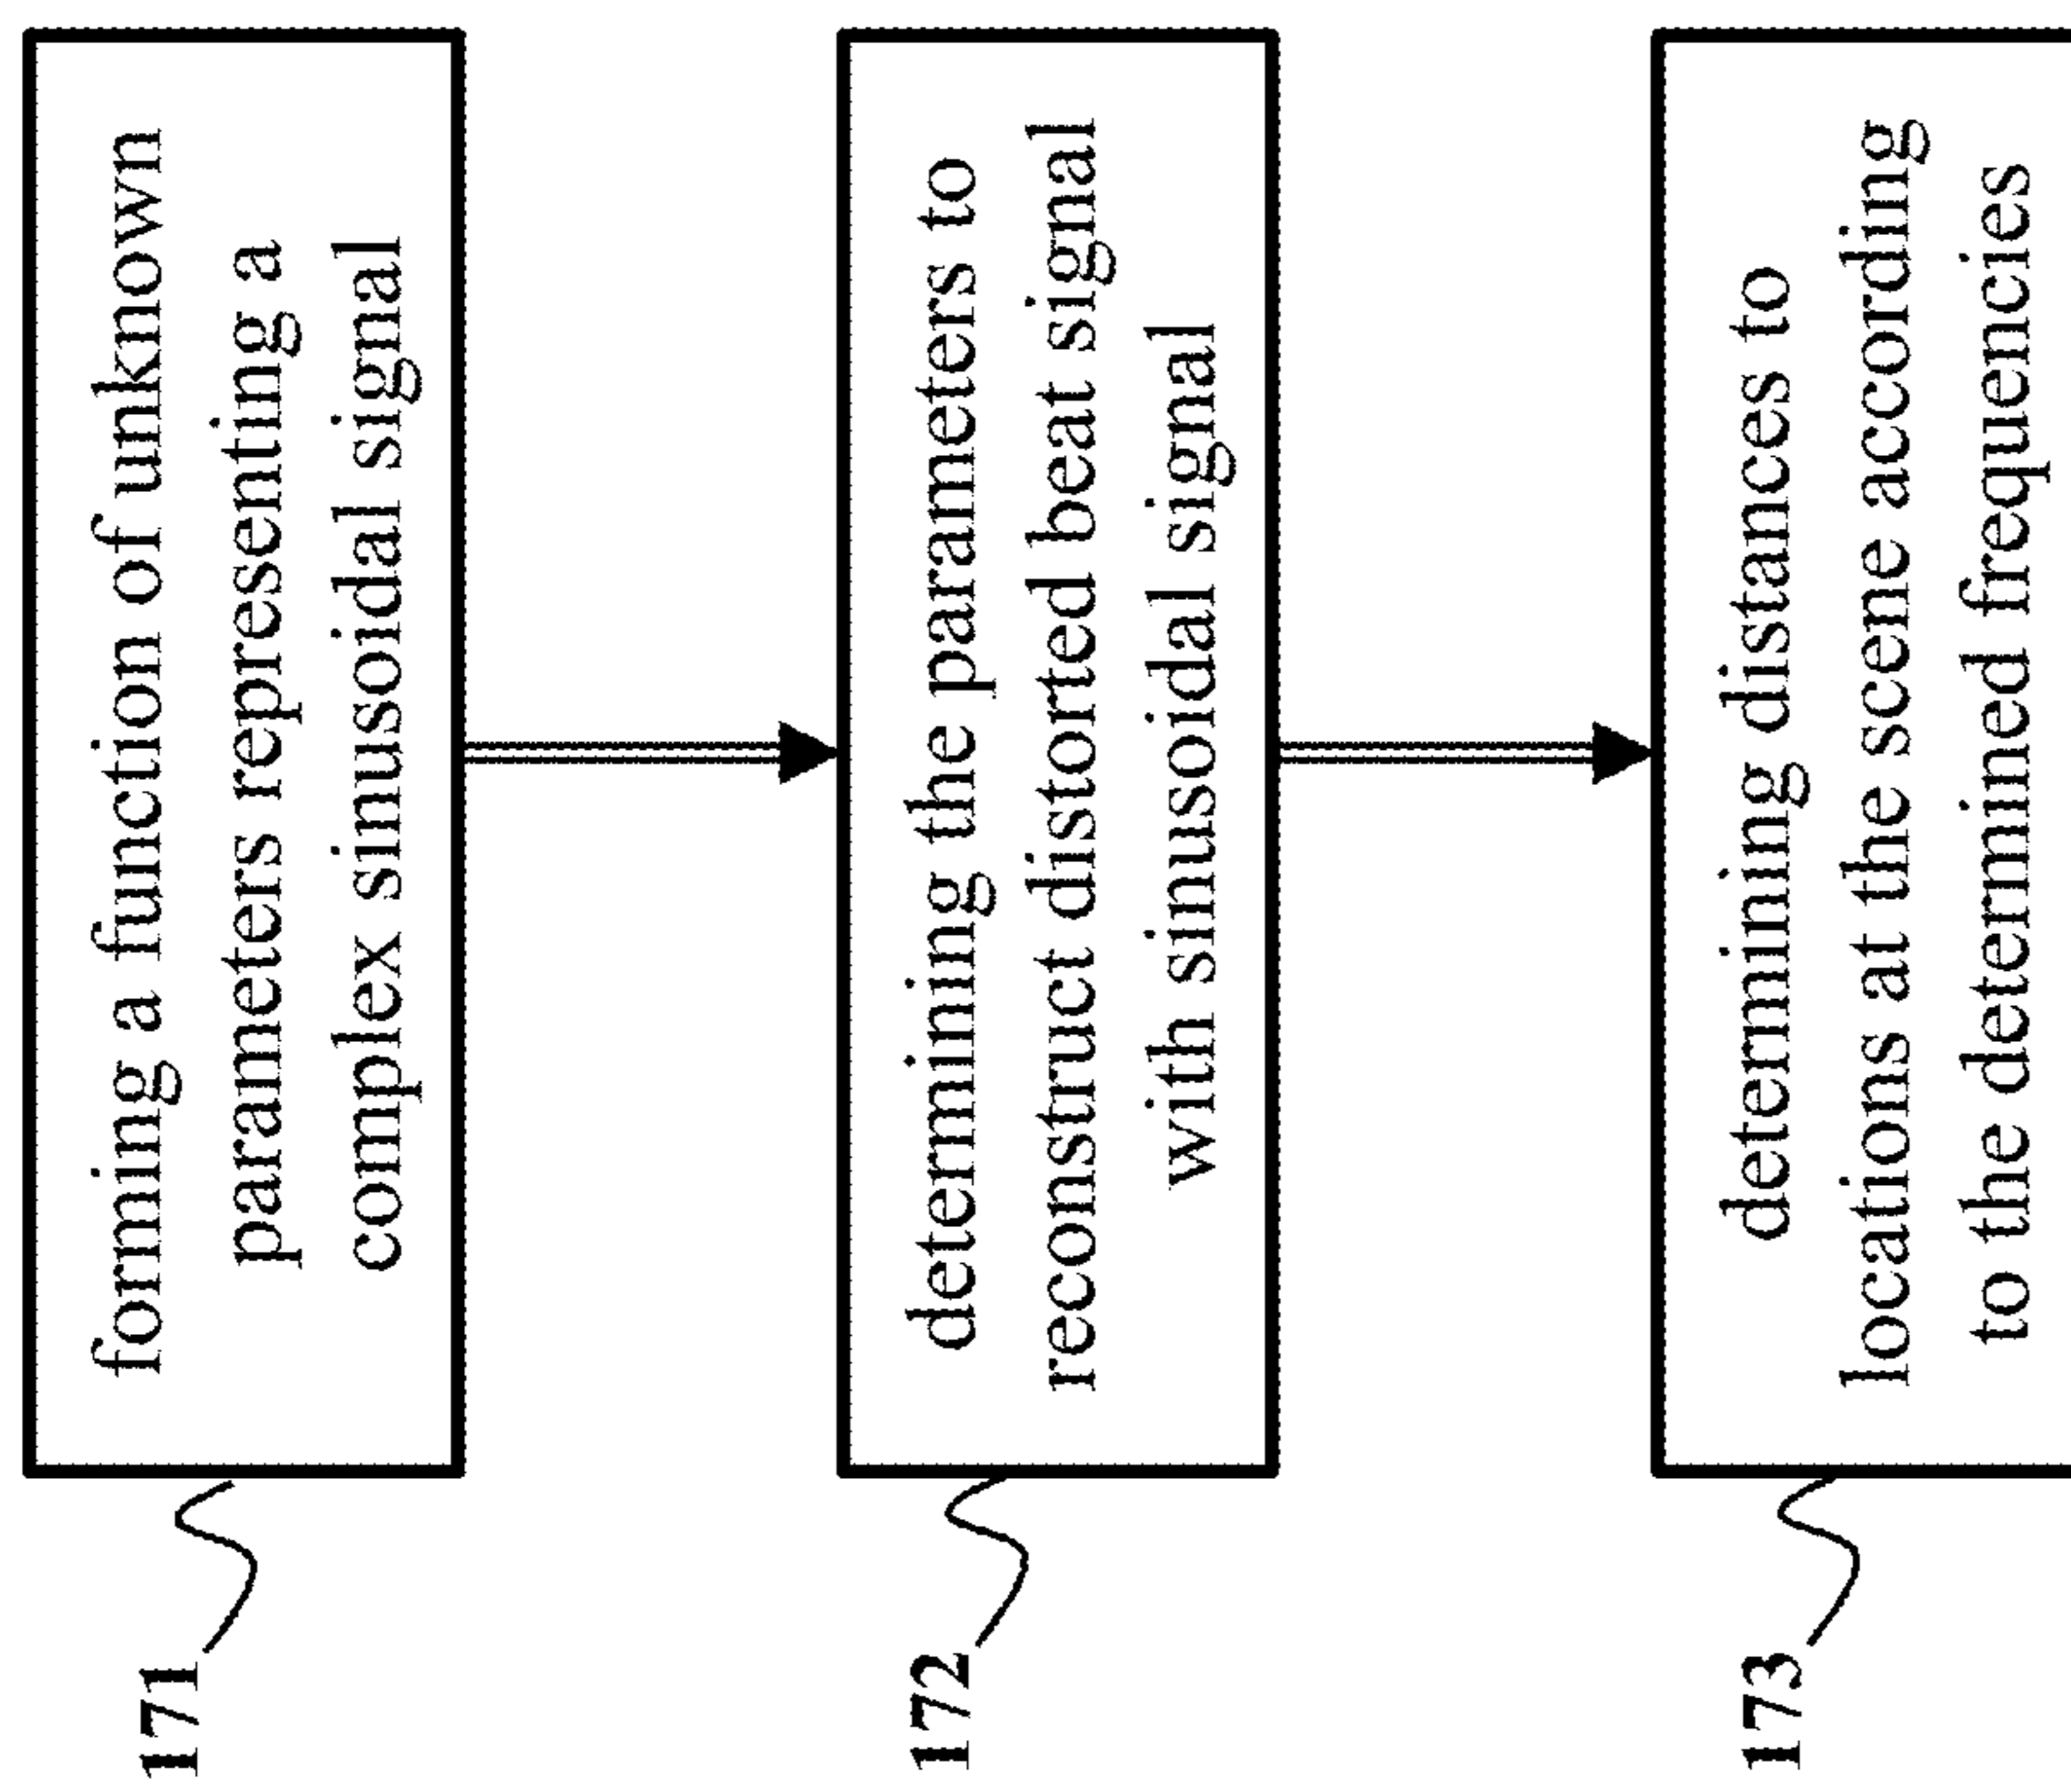 forming a function of unknown
parameters representing a
complex sinusoidal signal
171
determining the parameters to
reconstruct distorted beat signal
with sinusoidal signal
172
determining distances to
locations at the scene according
to the determined frequencies
173